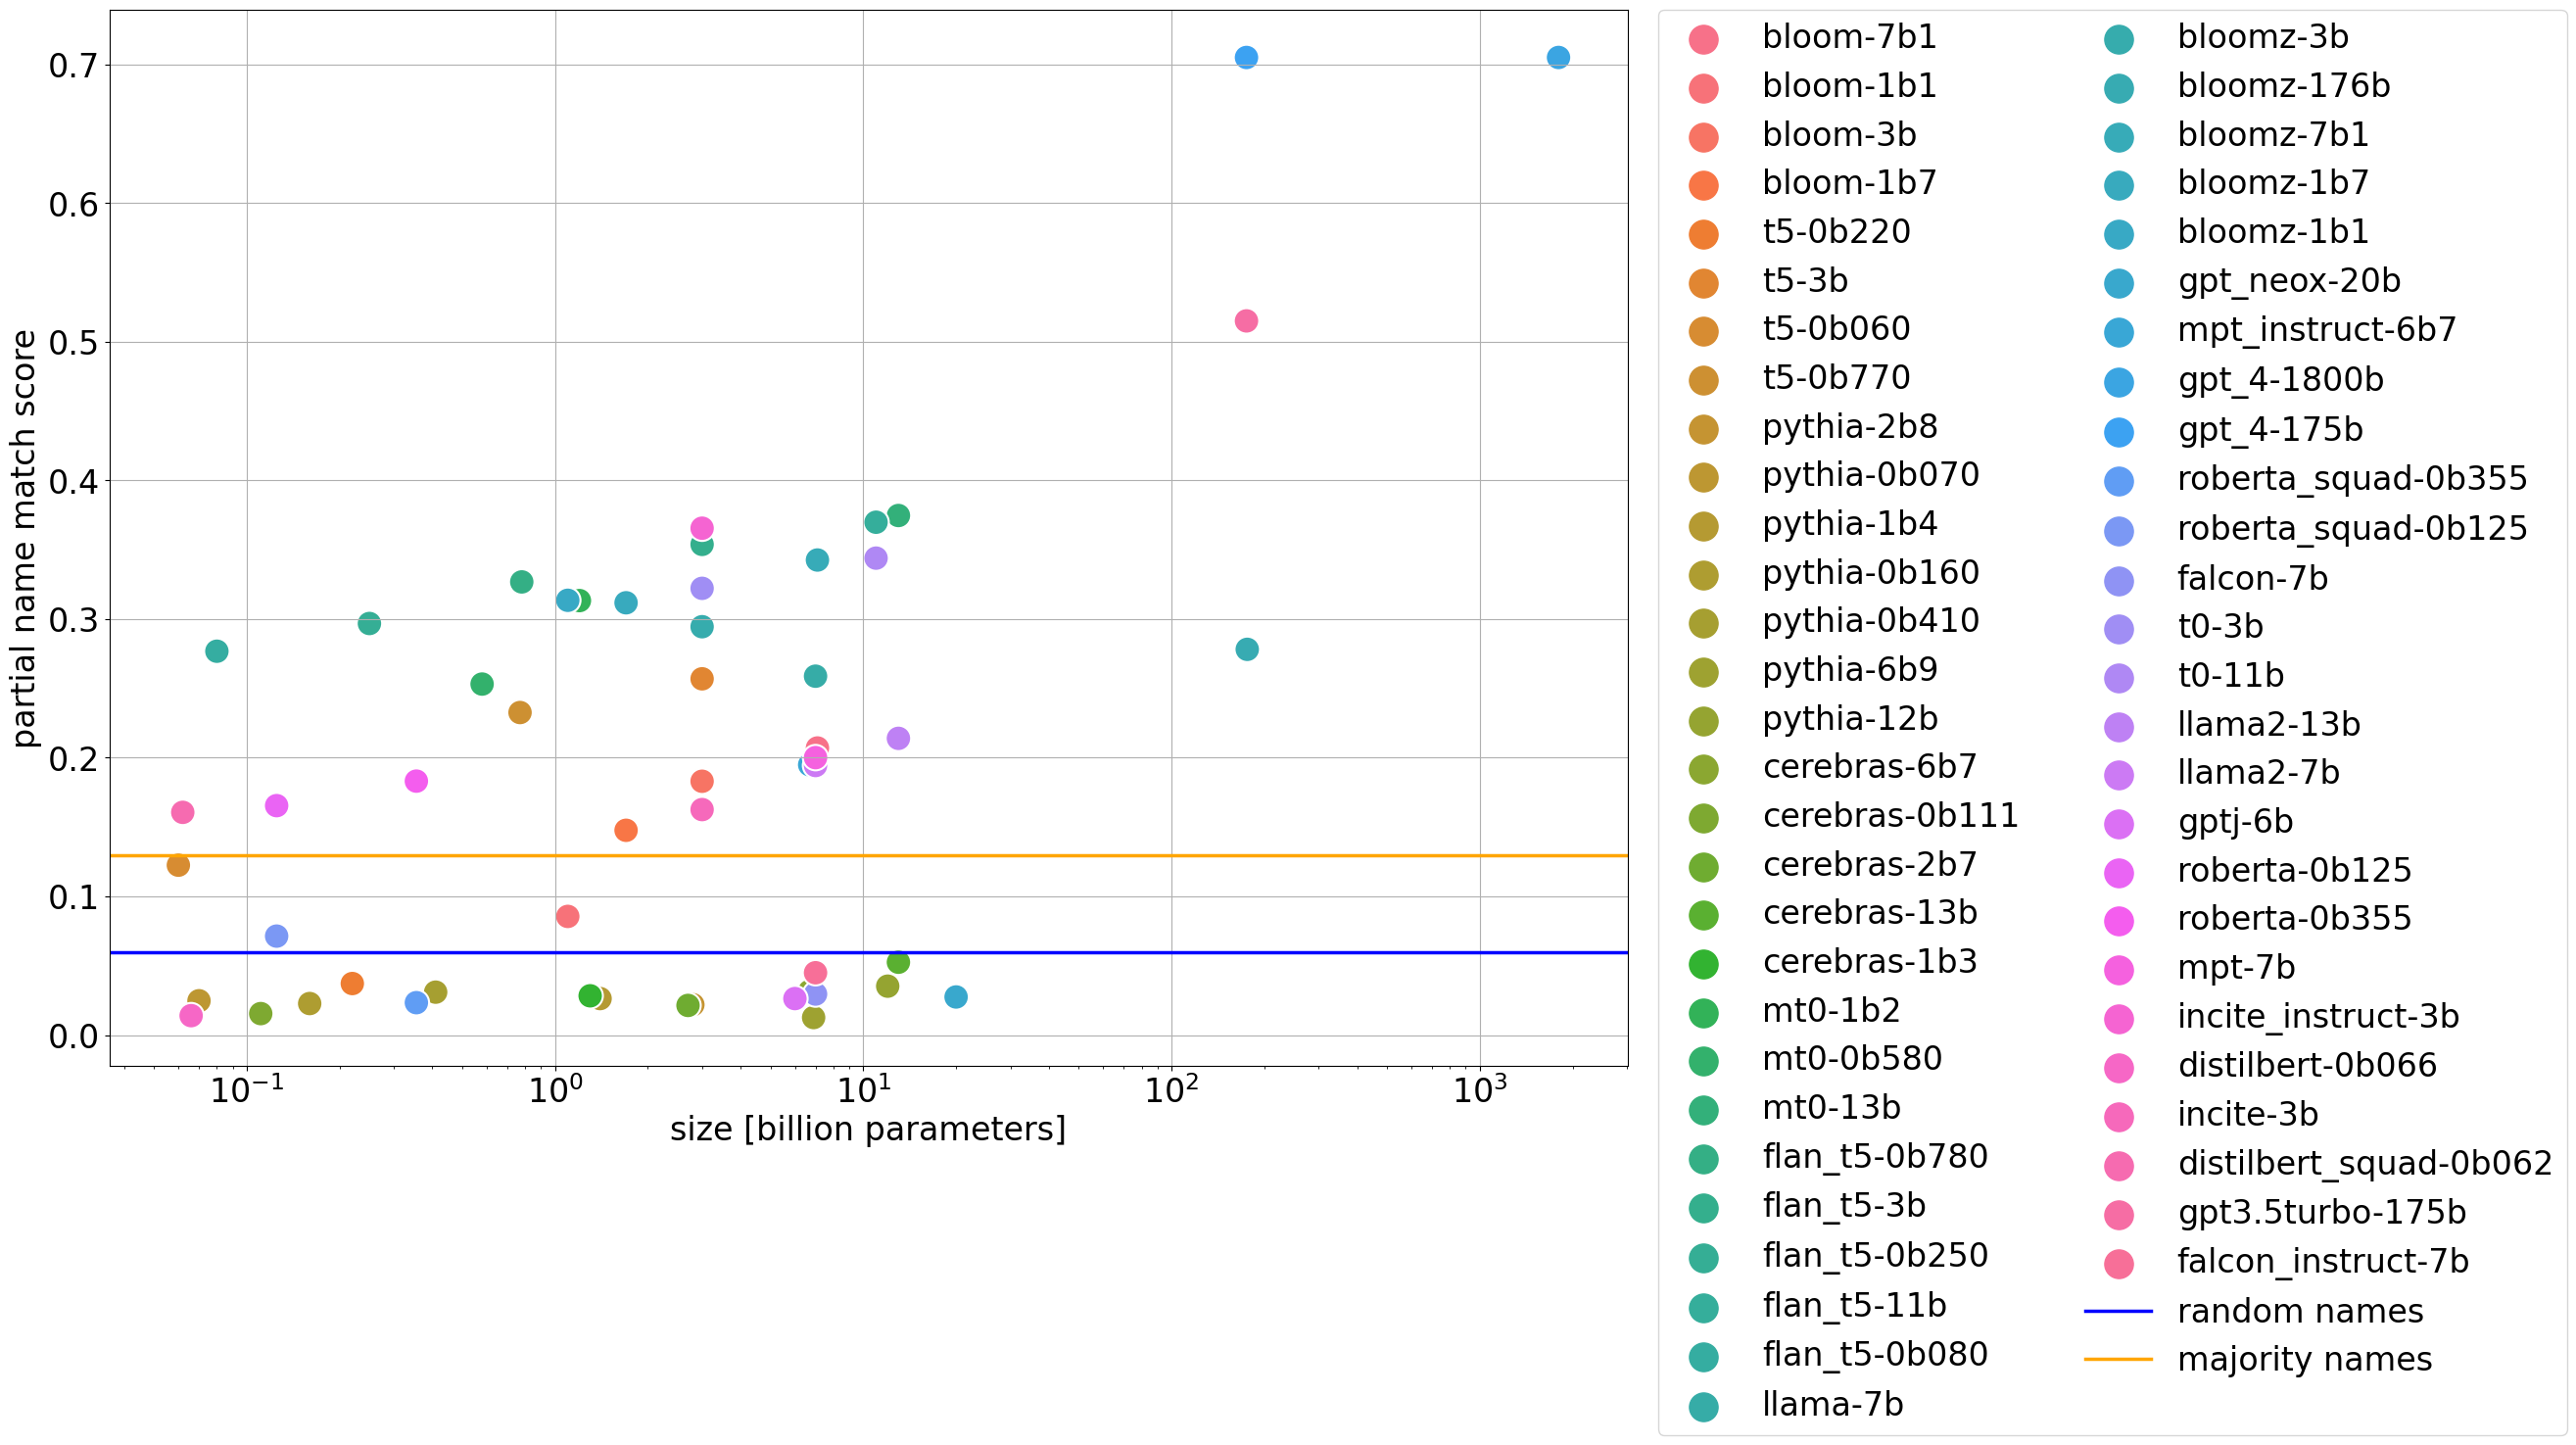 partial name match score
0.7
0.6
0.5
0.4
0.3
0.2
0.1
0.0
10⁻¹ 10⁰ 10¹ 10² 10³
size [billion parameters]
bloom-7b1
bloom-1b1
bloom-3b
bloom-1b7
t5-0b220
t5-3b
t5-0b060
t5-0b770
pythia-2b8
pythia-0b070
pythia-1b4
pythia-0b160
pythia-0b410
pythia-6b9
pythia-12b
cerebras-6b7
cerebras-0b111
cerebras-2b7
cerebras-13b
cerebras-1b3
mt0-1b2
mt0-0b580
mt0-13b
flan_t5-0b780
flan_t5-3b
flan_t5-0b250
flan_t5-11b
flan_t5-0b080
llama-7b
bloomz-3b
bloomz-176b
bloomz-7b1
bloomz-1b7
bloomz-1b1
gpt_neox-20b
mpt_instruct-6b7
gpt_4-1800b
gpt_4-175b
roberta_squad-0b355
roberta_squad-0b125
falcon-7b
t0-3b
t0-11b
llama2-13b
llama2-7b
gptj-6b
roberta-0b125
roberta-0b355
mpt-7b
incite_instruct-3b
distilbert-0b066
incite-3b
distilbert_squad-0b062
gpt3.5turbo-175b
falcon_instruct-7b
random names
majority names